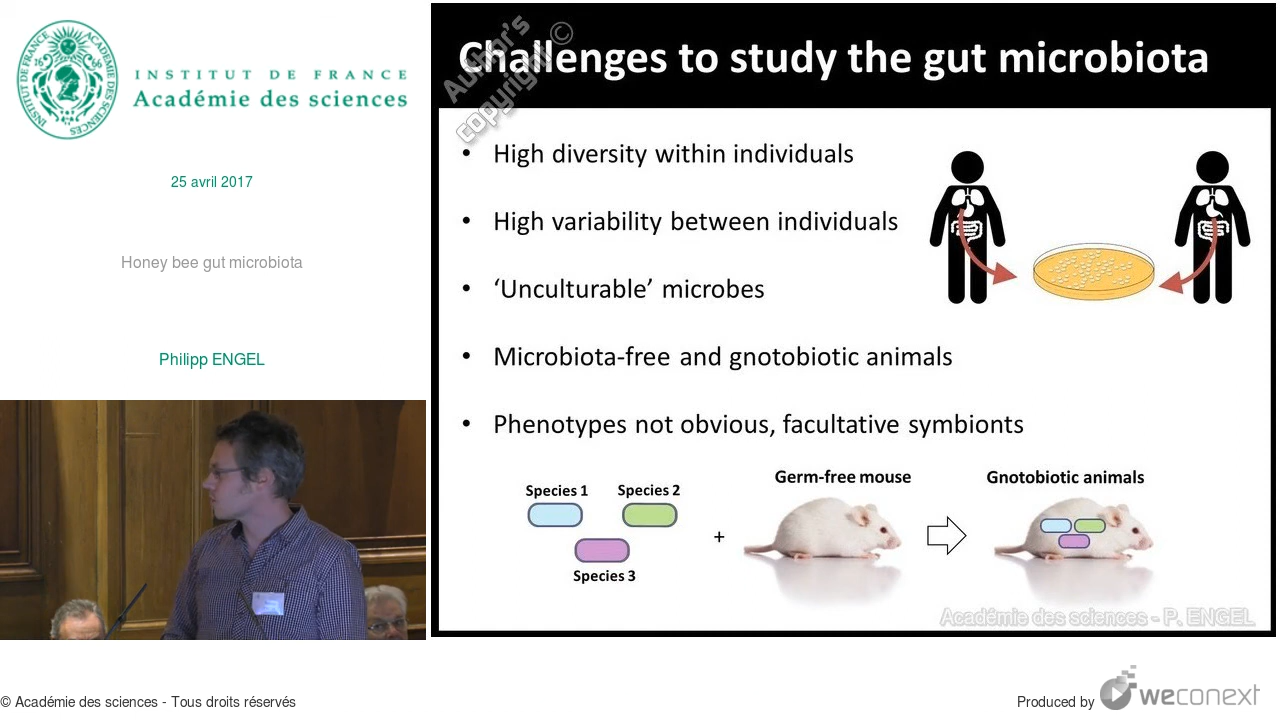 INSTITUT DE FRANCE
Académie des sciences
25 avril 2017
Honey bee gut microbiota
Philipp ENGEL
Author's ©
copyright
Challenges to study the gut microbiota
• High diversity within individuals
• High variability between individuals
• ‘Unculturable’ microbes
• Microbiota-free and gnotobiotic animals
• Phenotypes not obvious, facultative symbionts
Species 1
Species 2
Species 3
+
Germ-free mouse
Gnotobiotic animals
Académie des sciences - P. ENGEL
© Académie des sciences - Tous droits réservés
Produced by weconext